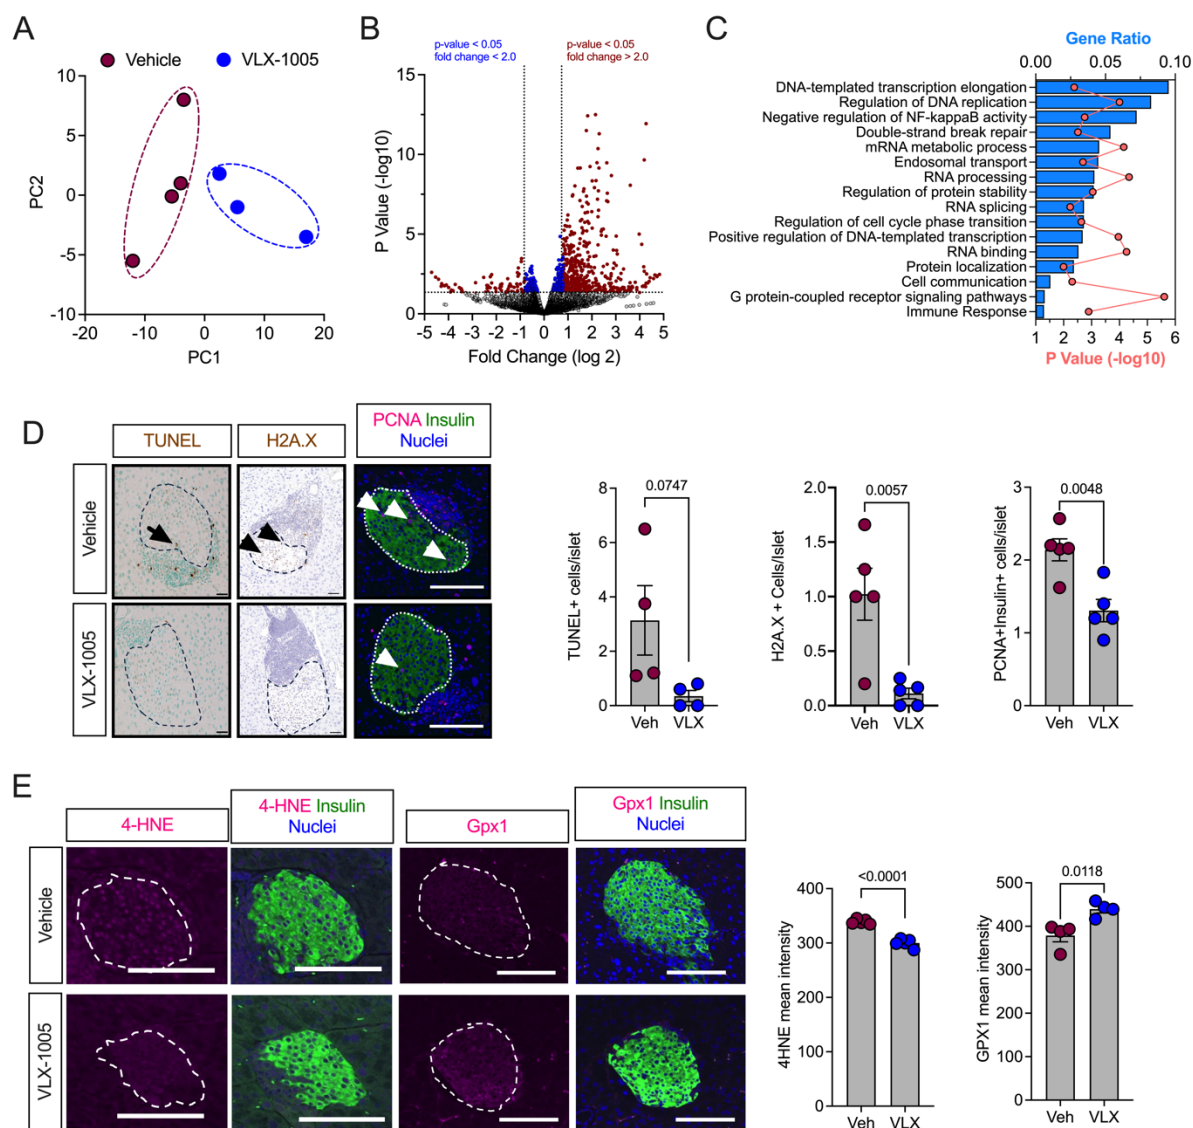 A
Vehicle
VLX-1005
PC2
10
5
0
-5
-10
-20
-10
0
10
20
PC1
B
p-value < 0.05
fold change < 2.0
p-value < 0.05
fold change > 2.0
P Value (-log10)
15
10
5
0
-5 -4 -3 -2 -1 0 1 2 3 4 5
Fold Change (log 2)
C
Gene Ratio
0.00 0.05 0.10
DNA-templated transcription elongation
Regulation of DNA replication
Negative regulation of NF-kappaB activity
Double-strand break repair
mRNA metabolic process
Endosomal transport
RNA processing
Regulation of protein stability
RNA splicing
Regulation of cell cycle phase transition
Positive regulation of DNA-templated transcription
RNA binding
Protein localization
Cell communication
G protein-coupled receptor signaling pathways
Immune Response
1 2 3 4 5 6
P Value (-log10)
D
TUNEL
H2A.X
PCNA Insulin
Nuclei
Vehicle
VLX-1005
TUNEL+ cells/islet
8
6
4
2
0
0.0747
Veh VLX
H2A.X + Cells/Islet
2.0
1.5
1.0
0.5
0.0
0.0057
Veh VLX
PCNA+Insulin+ cells/islet
3
2
1
0
0.0048
Veh VLX
E
4-HNE
4-HNE Insulin
Nuclei
Gpx1
Gpx1 Insulin
Nuclei
Vehicle
VLX-1005
4HNE mean intensity
400
300
200
100
0
<0.0001
Veh VLX
GPX1 mean intensity
500
400
300
200
100
0
0.0118
Veh VLX